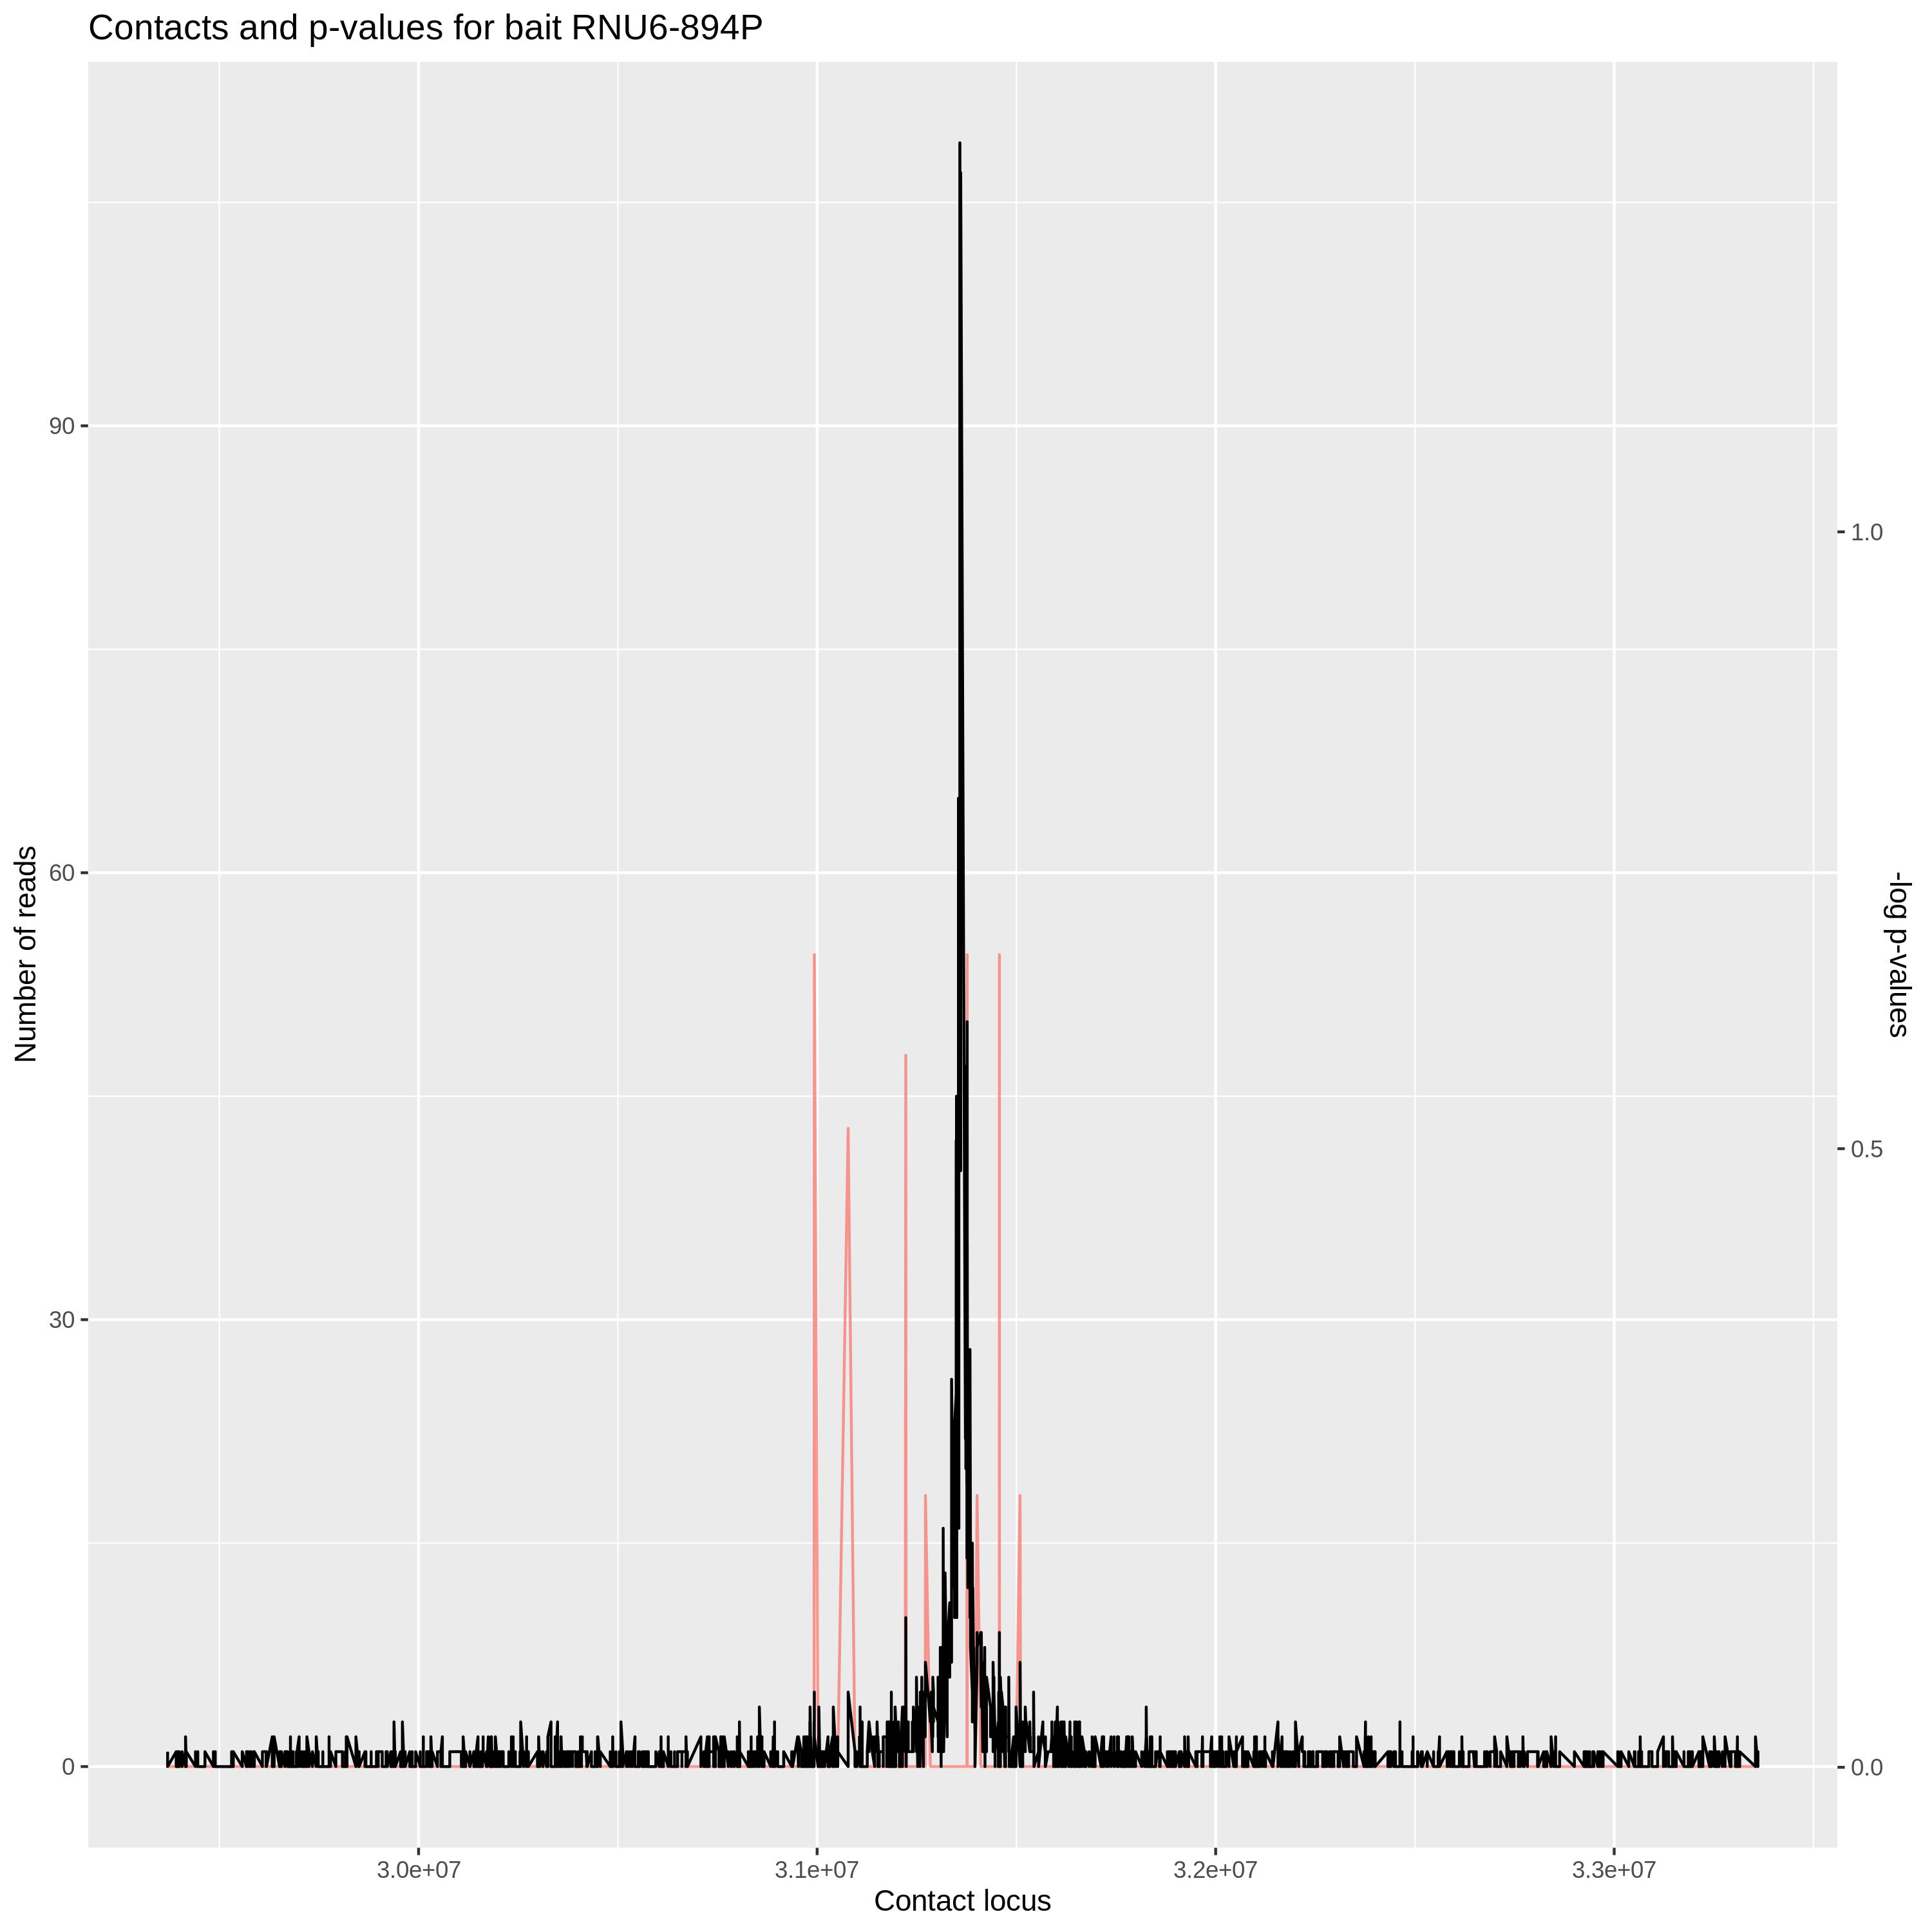 Contacts and p-values for bait RNU6-894P
90
60
30
0
Number of reads
1.0
0.5
0.0
-log p-values
3.0e+07
3.1e+07
3.2e+07
3.3e+07
Contact locus